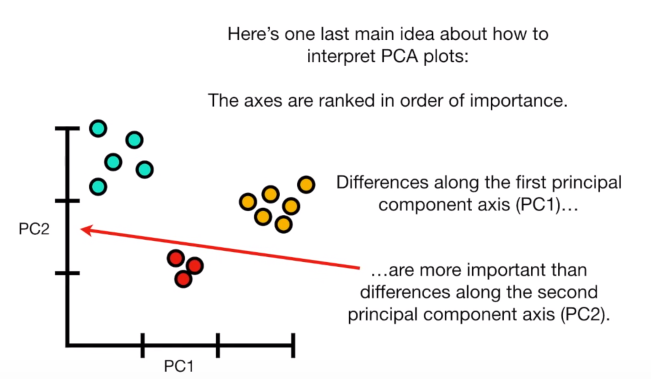 Here’s one last main idea about how to
interpret PCA plots:
The axes are ranked in order of importance.
Differences along the first principal
component axis (PC1)…
PC2
…are more important than
differences along the second
principal component axis (PC2).
PC1